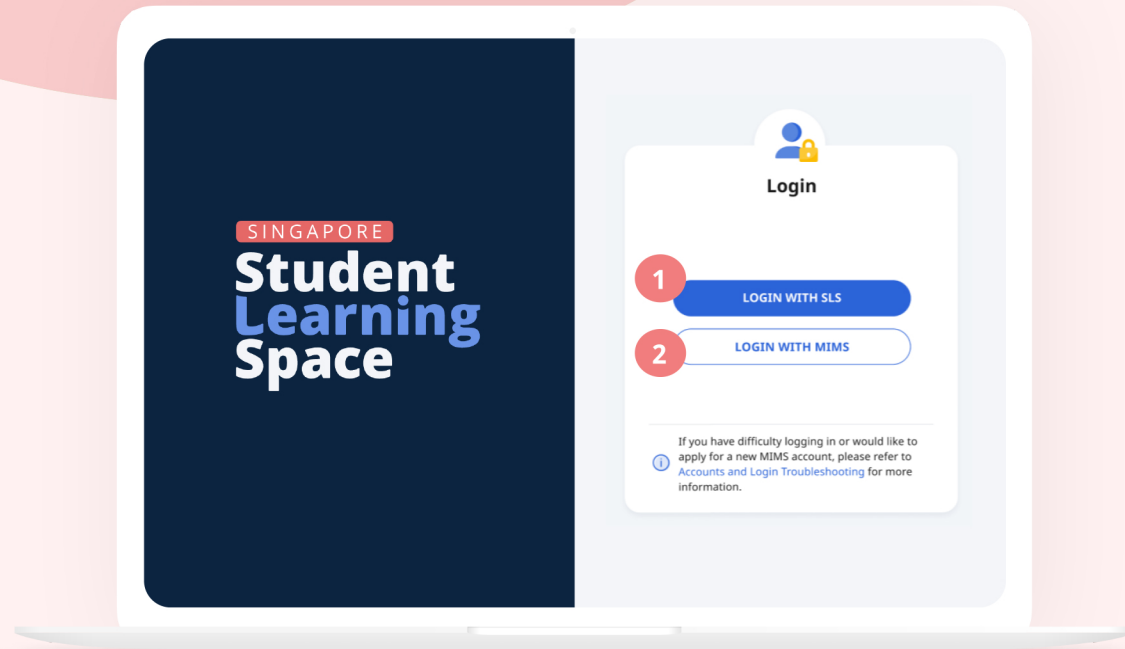 SINGAPORE
Student
Learning
Space
Login
1
LOGIN WITH SLS
2
LOGIN WITH MIMS
If you have difficulty logging in or would like to
apply for a new MIMS account, please refer to
Accounts and Login Troubleshooting for more
information.